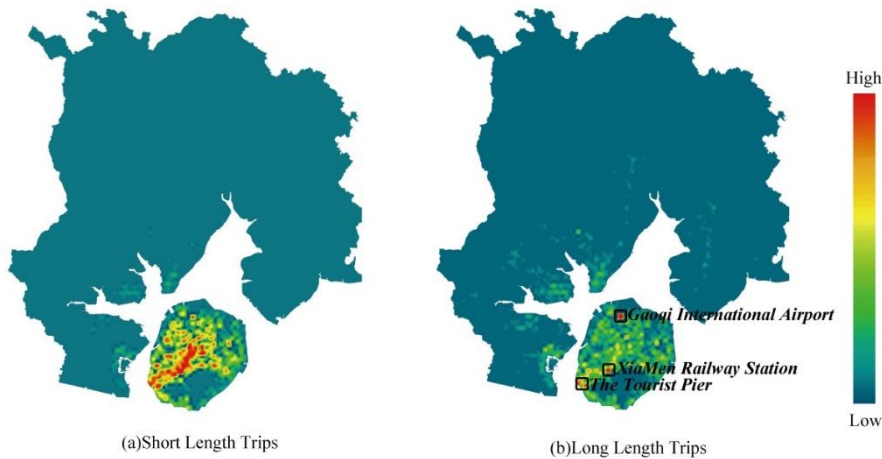 High
Gaoqi International Airport
XiaMen Railway Station
The Tourist Pier
Low
(a)Short Length Trips
(b)Long Length Trips